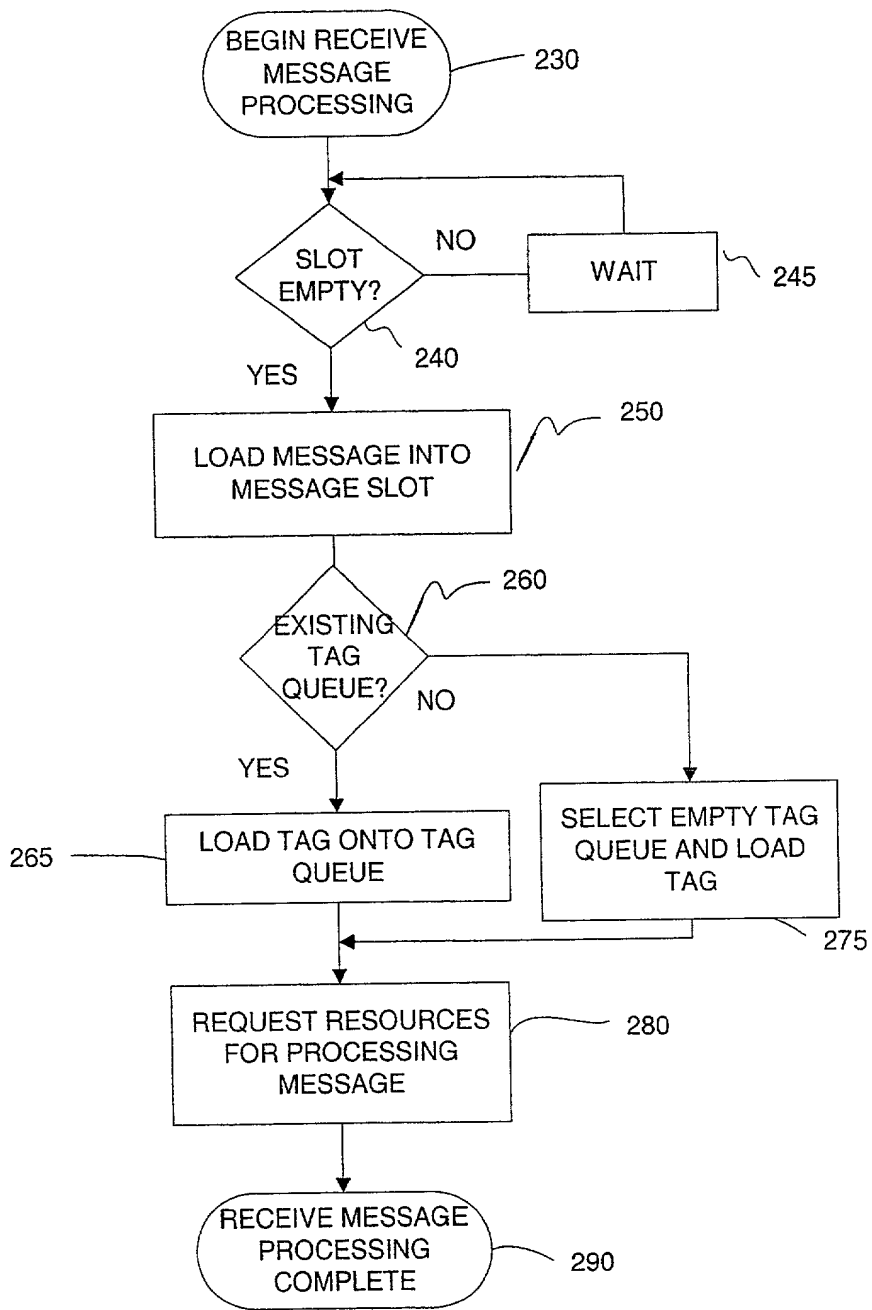 BEGIN RECEIVE
MESSAGE
PROCESSING
230
SLOT
EMPTY?
NO
WAIT
245
240
YES
250
LOAD MESSAGE INTO
MESSAGE SLOT
260
EXISTING
TAG
QUEUE?
NO
YES
265
LOAD TAG ONTO TAG
QUEUE
SELECT EMPTY TAG
QUEUE AND LOAD
TAG
275
REQUEST RESOURCES
FOR PROCESSING
MESSAGE
280
RECEIVE MESSAGE
PROCESSING
COMPLETE
290